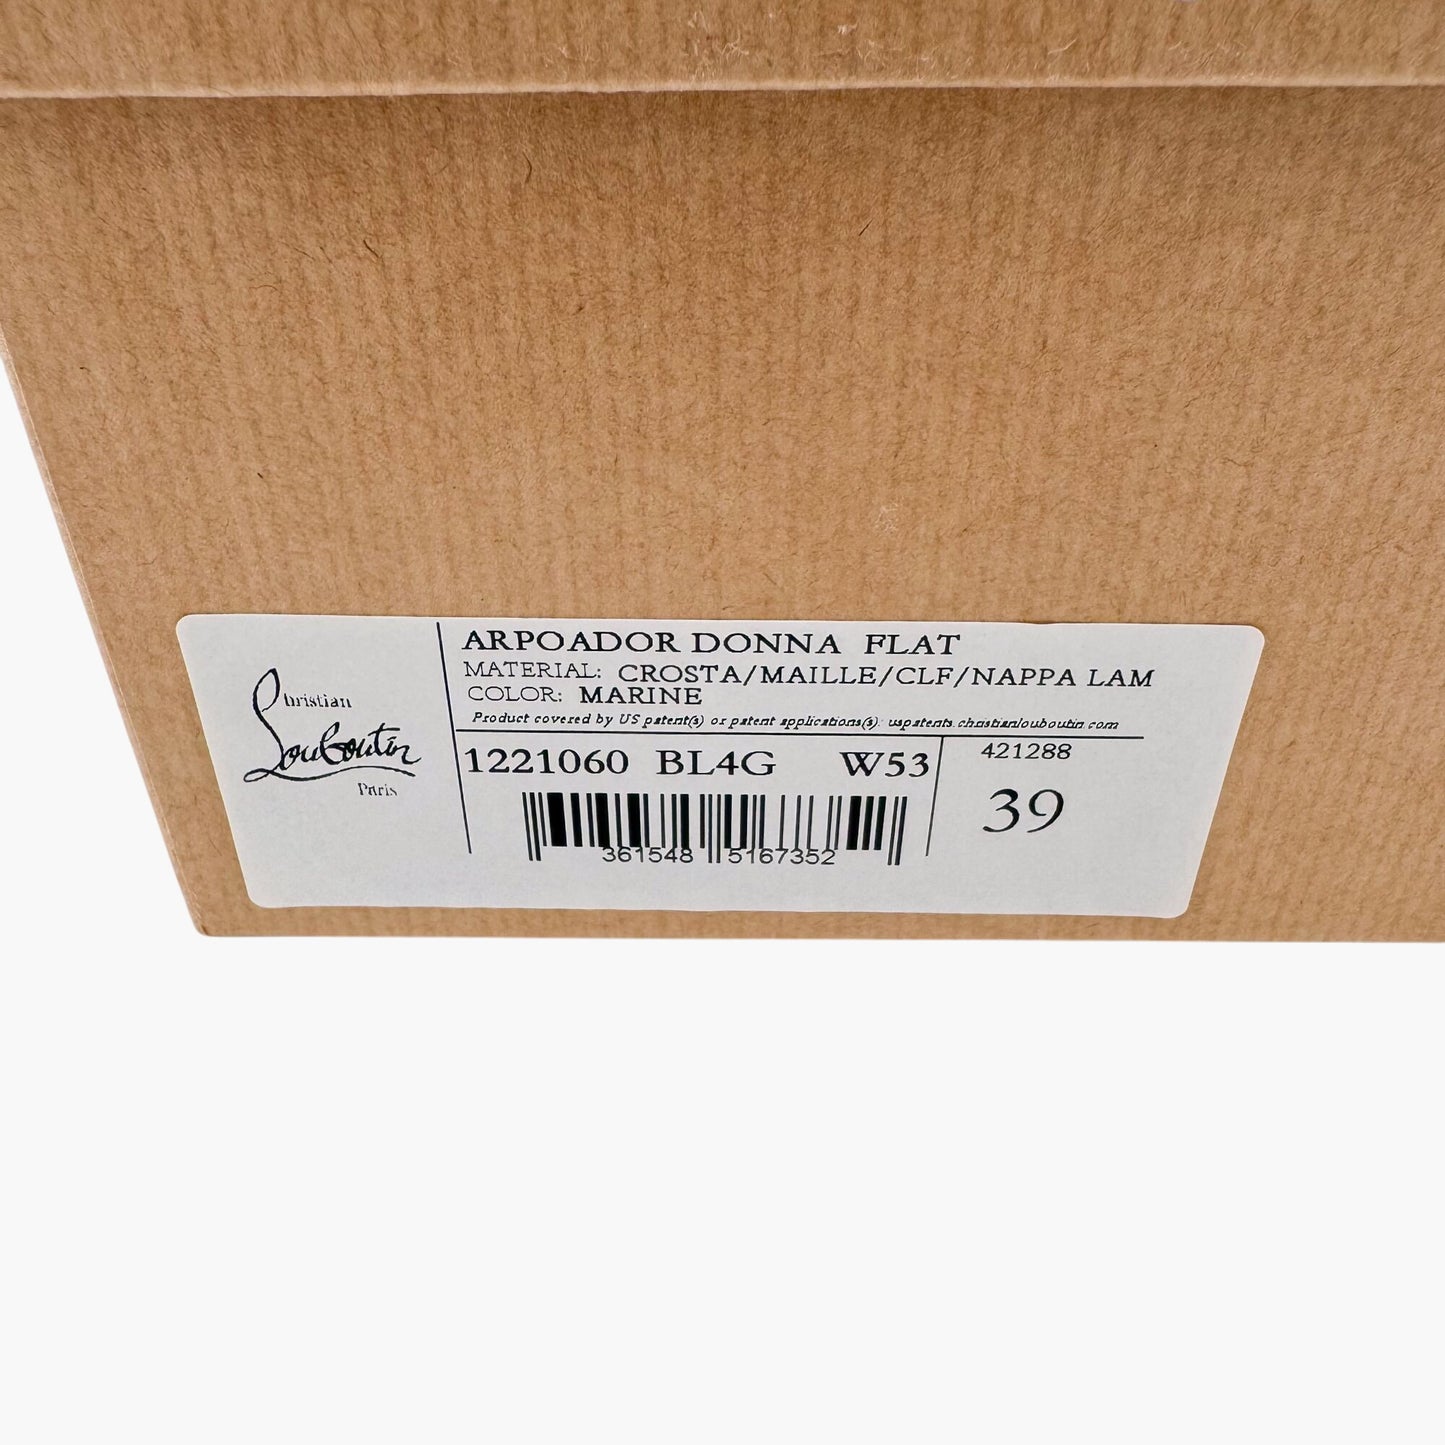 Christian
Louboutin
Paris
ARPOADOR DONNA FLAT
MATERIAL: CROSTA/MAILLE/CLF/NAPPA LAM
COLOR: MARINE
Product covered by US patent(s) or patent applications(s): uspatents.christianlouboutin.com
1221060 BL4G W53
421288
39
361548 5167352